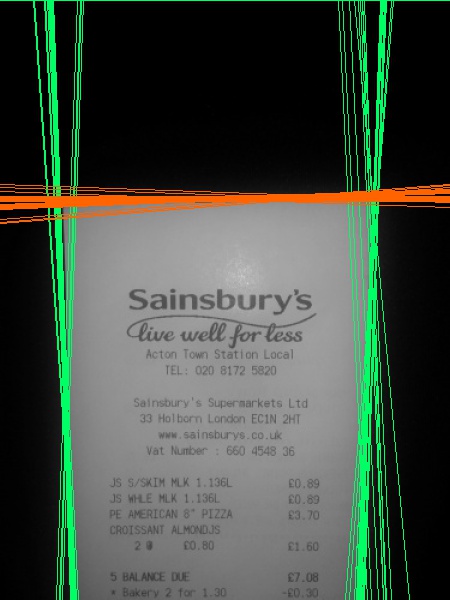 Sainsbury's
live well for less
Acton Town Station Local
TEL: 020 8172 5820
Sainsbury's Supermarkets Ltd
33 Holborn London EC1N 2HT
www.sainsburys.co.uk
Vat Number : 660 4548 36
JS S/SKIM MLK 1.136L £0.89
JS WHLE MLK 1.136L £0.89
PE AMERICAN 8" PIZZA £3.70
CROISSANT ALMONDJS
2 @ £0.80 £1.60
5 BALANCE DUE £7.08
* Bakery 2 for 1.30 -£0.30